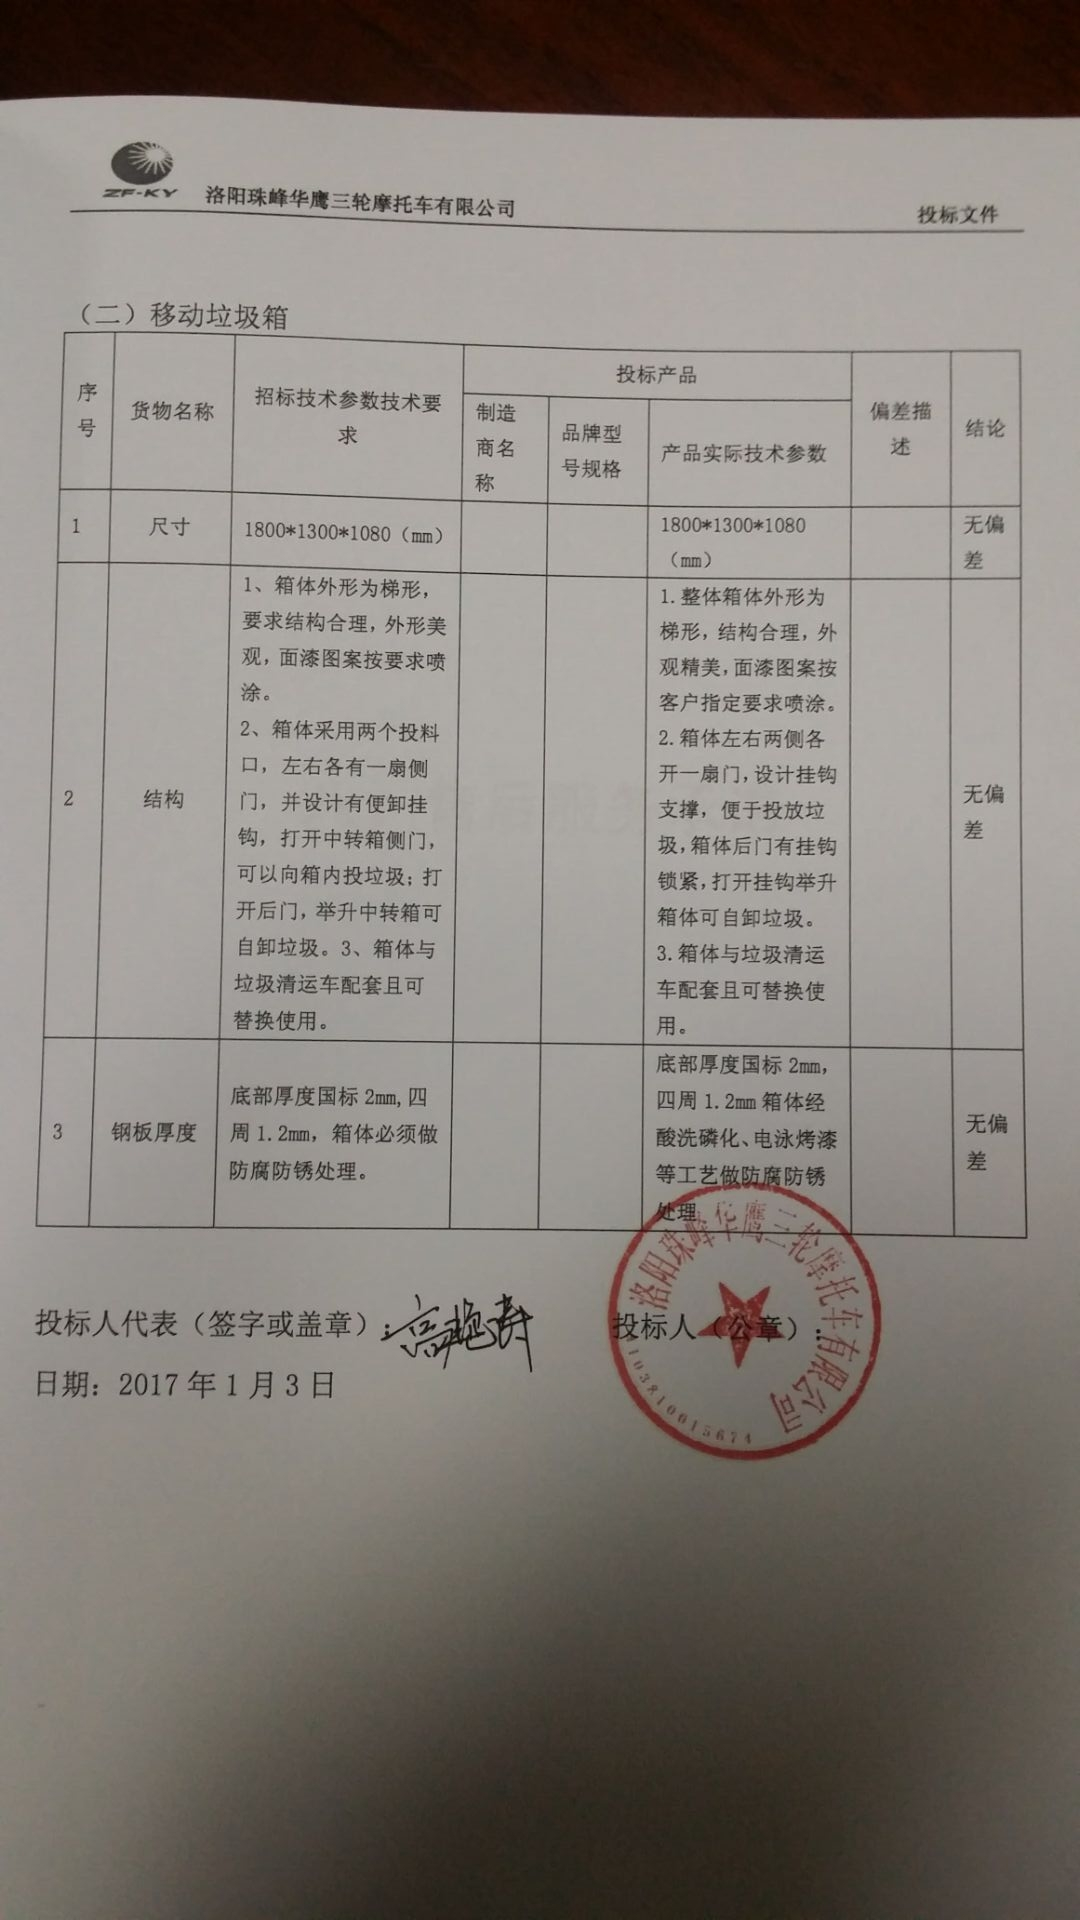 ZF-KY
洛阳珠峰华鹰三轮摩托车有限公司
投标文件
（二）移动垃圾箱
序号
货物名称
招标技术参数技术要
求
投标产品
制造
商名
称
品牌型
号规格
产品实际技术参数
偏差描
述
结论
1
尺寸
1800*1300*1080（mm）
1800*1300*1080
（mm）
无偏
差
2
结构
1、箱体外形为梯形，
要求结构合理，外形美
观，面漆图案按要求喷
涂。
2、箱体采用两个投料
口，左右各有一扇侧
门，并设计有便卸挂
钩，打开中转箱侧门，
可以向箱内投垃圾；打
开后门，举升中转箱可
自卸垃圾。3、箱体与
垃圾清运车配套且可
替换使用。
1.整体箱体外形为
梯形，结构合理，外
观精美，面漆图案按
客户指定要求喷涂。
2.箱体左右两侧各
开一扇门，设计挂钩
支撑，便于投放垃
圾，箱体后门有挂钩
锁紧，打开挂钩举升
箱体可自卸垃圾。
3.箱体与垃圾清运
车配套且可替换使
用。
无偏
差
3
钢板厚度
底部厚度国标2mm,四
周1.2mm，箱体必须做
防腐防锈处理。
底部厚度国标2mm，
四周1.2mm箱体经
酸洗磷化、电泳烤漆
等工艺做防腐防锈
处理
无偏
差
投标人代表（签字或盖章）：
投标人（公章）：
洛阳珠峰华鹰三轮摩托车有限公司
4103810015674
日期：2017年1月3日